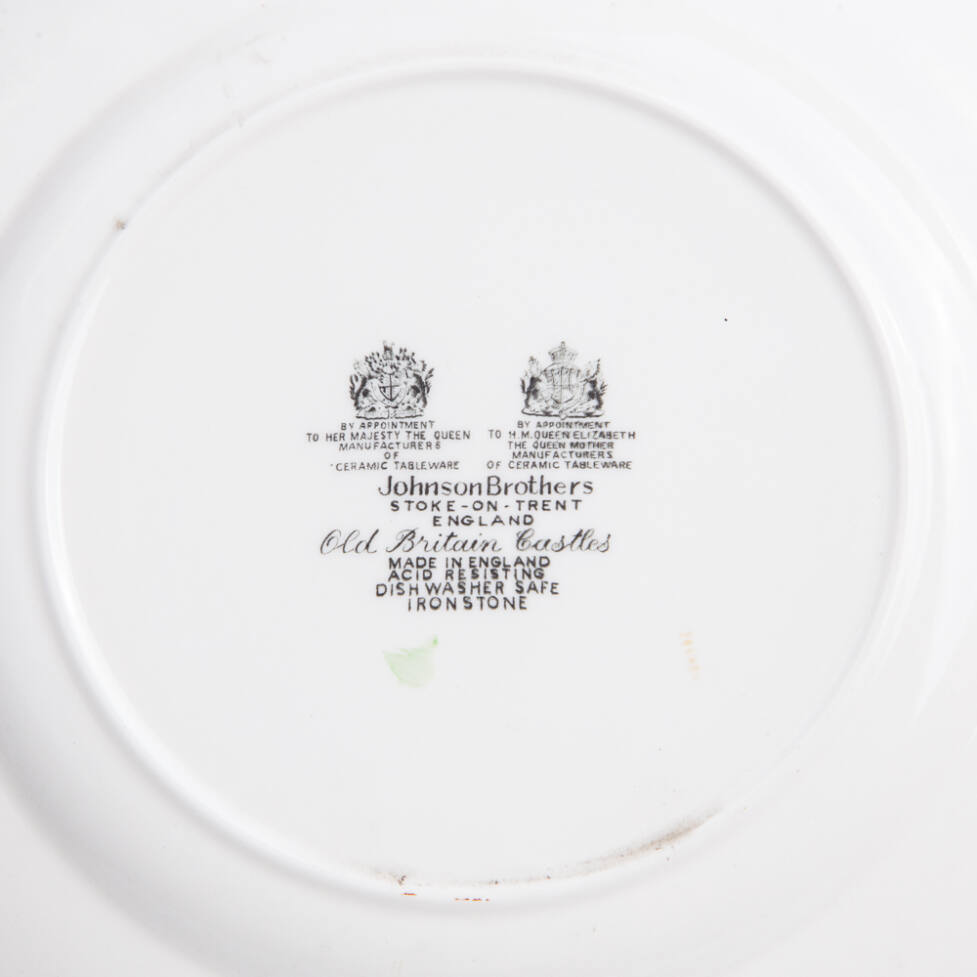 BY APPOINTMENT
TO HER MAJESTY THE QUEEN
MANUFACTURERS
OF
CERAMIC TABLEWARE
BY APPOINTMENT
TO H.M. QUEEN ELIZABETH
THE QUEEN MOTHER
MANUFACTURERS
OF CERAMIC TABLEWARE
Johnson Brothers
STOKE-ON-TRENT
ENGLAND
Old Britain Castles
MADE IN ENGLAND
ACID RESISTING
DISHWASHER SAFE
IRONSTONE